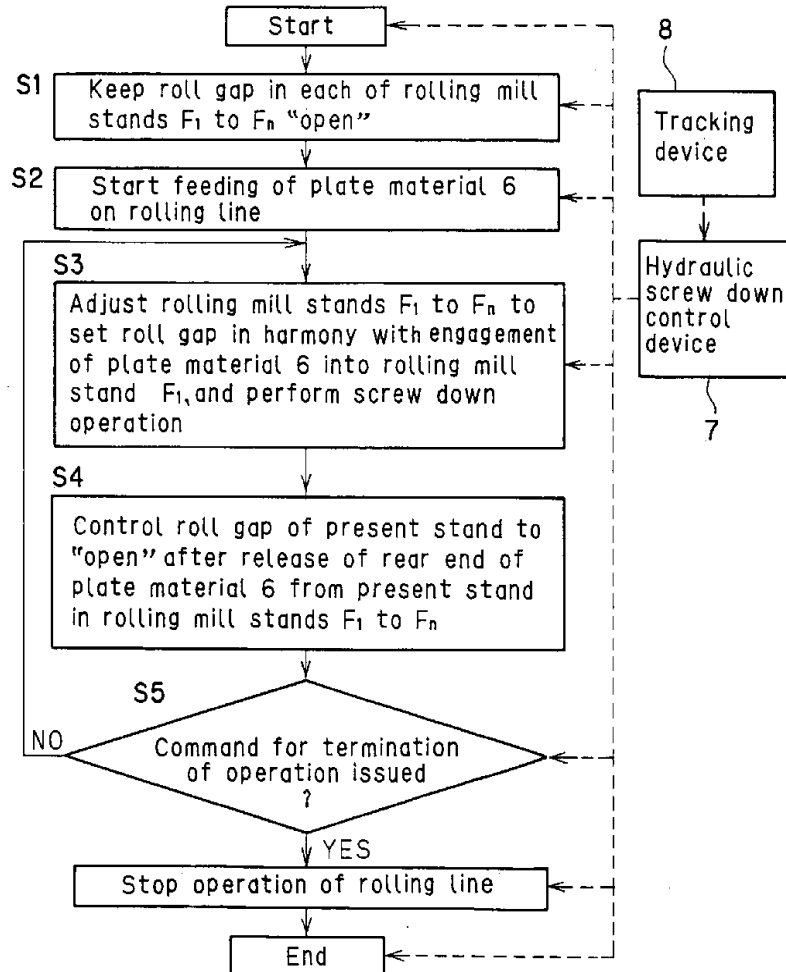 Start
S1
Keep roll gap in each of rolling mill
stands F1 to Fn "open"
S2
Start feeding of plate material 6
on rolling line
S3
Adjust rolling mill stands F1 to Fn to
set roll gap in harmony with engagement
of plate material 6 into rolling mill
stand F1, and perform screw down
operation
S4
Control roll gap of present stand to
"open" after release of rear end of
plate material 6 from present stand
in rolling mill stands F1 to Fn
S5
NO
Command for termination
of operation issued
?
YES
Stop operation of rolling line
End
8
Tracking
device
Hydraulic
screw down
control
device
7